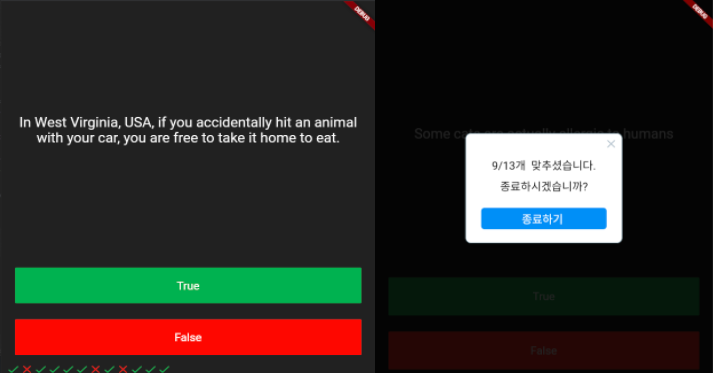 DEBUG
In West Virginia, USA, if you accidentally hit an animal
with your car, you are free to take it home to eat.
True
False
DEBUG
Some cats are actually allergic to humans
9/13개 맞추셨습니다.
종료하시겠습니까?
종료하기
True
False